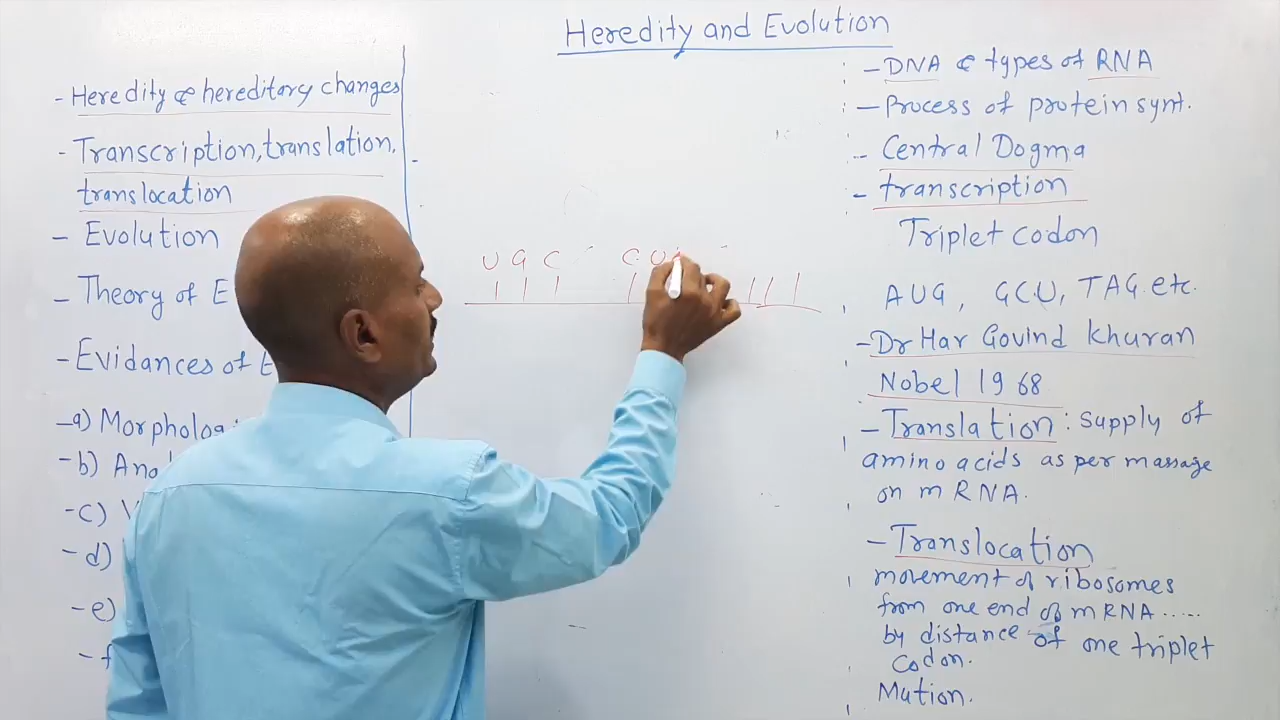 Heredity and Evolution
- Heredity & hereditary changes
- Transcription, translation,
translocation
- Evolution
- Theory of E
- Evidances of E
-a) Morpholog
-b) Ana
-c) V
-d)
-e)
-f
U G C C U
- DNA & types of RNA
- Process of protein synt.
- Central Dogma
- transcription
Triplet codon
AUG, GCU, TAG etc.
- Dr Har Govind Khuran
Nobel 1968
- Translation : supply of
amino acids as per massage
on mRNA.
- Translocation
movement of ribosomes
from one end of mRNA.....
by distance of one triplet
codon.
Mution.